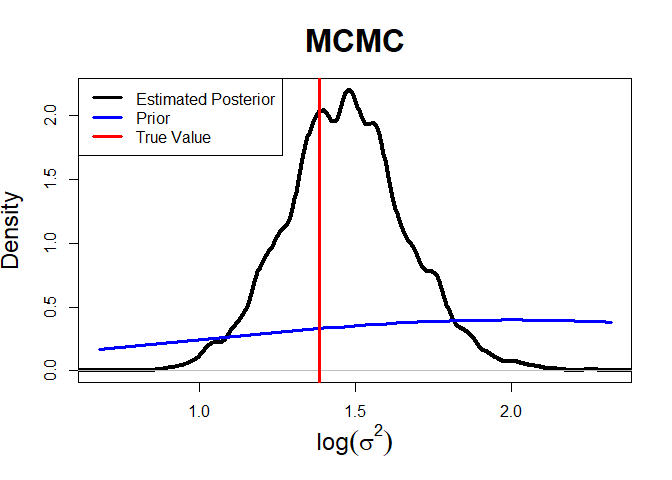 MCMC
Estimated Posterior
Prior
True Value
Density
2.0
1.5
1.0
0.5
0.0
1.0 1.5 2.0
log(σ²)